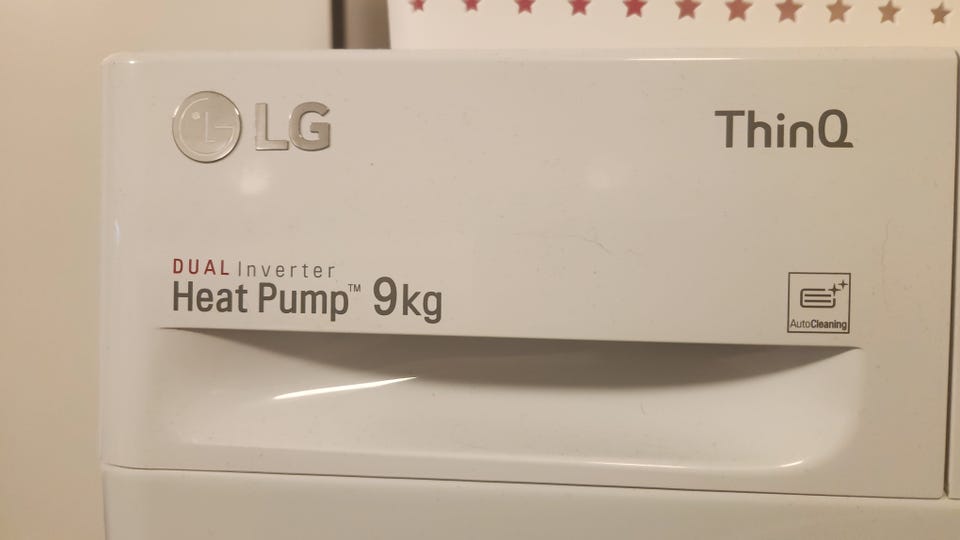 LG
ThinQ
DUAL Inverter
Heat Pump™ 9kg
AutoCleaning